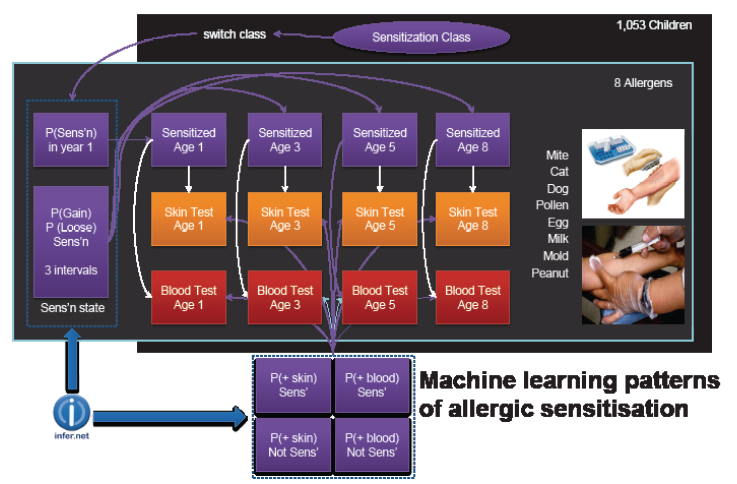 1,053 Children
switch class
Sensitization Class
8 Allergens
P(Sens'n)
in year 1
Sensitized
Age 1
Sensitized
Age 3
Sensitized
Age 5
Sensitized
Age 8
P(Gain)
P (Loose)
Sens'n
3 intervals
Sens'n state
Skin Test
Age 1
Skin Test
Age 3
Skin Test
Age 5
Skin Test
Age 8
Blood Test
Age 1
Blood Test
Age 3
Blood Test
Age 5
Blood Test
Age 8
Mite
Cat
Dog
Pollen
Egg
Milk
Mold
Peanut
P(+ skin)
Sens'
P(+ blood)
Sens'
P(+ skin)
Not Sens'
P(+ blood)
Not Sens'
infer.net
Machine learning patterns
of allergic sensitisation